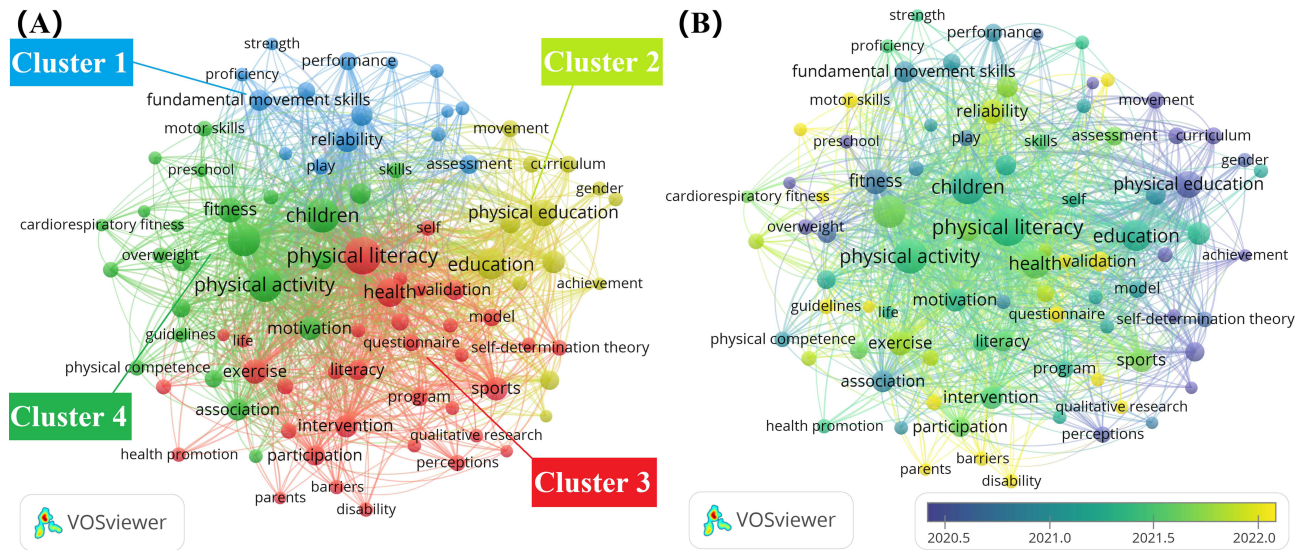 (A)
strength
performance
Cluster 1
proficiency
Cluster 2
fundamental movement skills
motor skills
reliability
movement
preschool
play
skills
assessment
curriculum
gender
fitness
children
physical education
cardiorespiratory fitness
self
overweight
physical literacy
education
physical activity
health
validation
achievement
motivation
model
guidelines
life
questionnaire
self-determination theory
physical competence
exercise
literacy
sports
program
Cluster 4
association
intervention
qualitative research
health promotion
participation
perceptions
Cluster 3
parents
barriers
disability
VOSviewer
(B)
strength
proficiency
performance
fundamental movement skills
motor skills
reliability
movement
preschool
play
skills
assessment
curriculum
gender
fitness
children
physical education
cardiorespiratory fitness
self
overweight
physical literacy
education
physical activity
health
validation
achievement
motivation
model
guidelines
life
questionnaire
self-determination theory
physical competence
exercise
literacy
sports
program
association
intervention
qualitative research
health promotion
participation
perceptions
parents
barriers
disability
VOSviewer
2020.5
2021.0
2021.5
2022.0